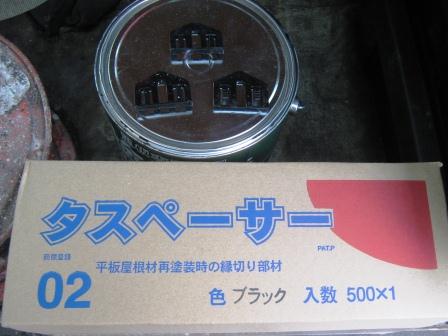 タスペーサー
PAT.P
商標登録
02 平板屋根材再塗装時の縁切り部材
色 ブラック 入数 500×1